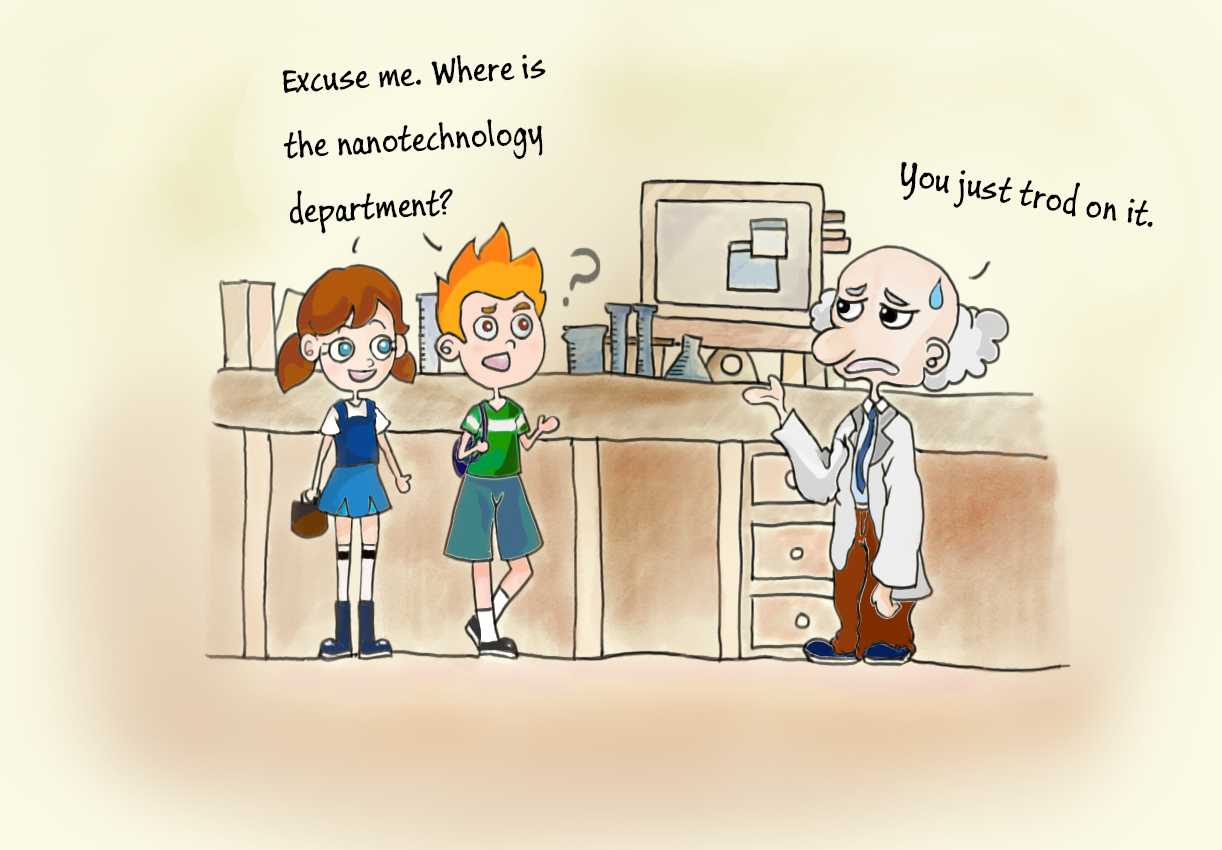 Excuse me. Where is
the nanotechnology
department?
?
You just trod on it.